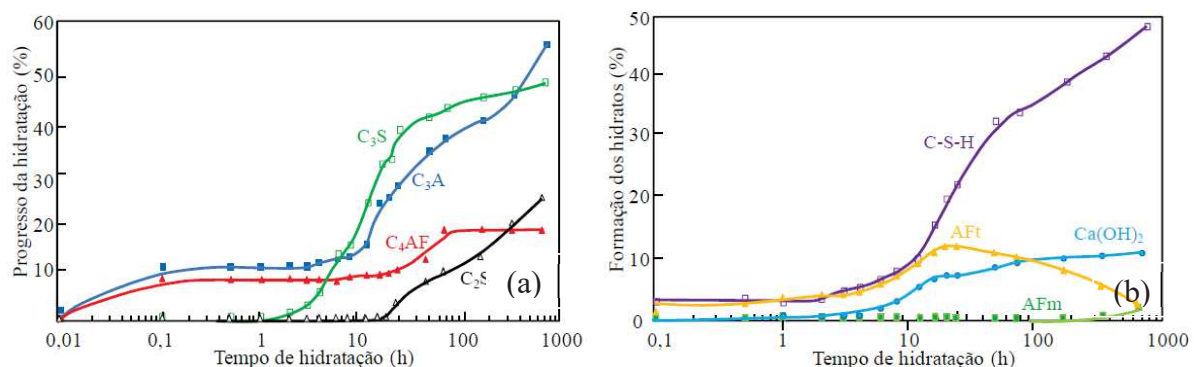 Progresso da hidratação (%)
60
50
40
30
20
10
0
C₃S
C₃A
C₄AF
C₂S
(a)
0,01
0,1
1
10
100
1000
Tempo de hidratação (h)
Formação dos hidratos (%)
50
40
30
20
10
0
C-S-H
AFt
Ca(OH)₂
AFm
(b)
0,1
1
10
100
1000
Tempo de hidratação (h)